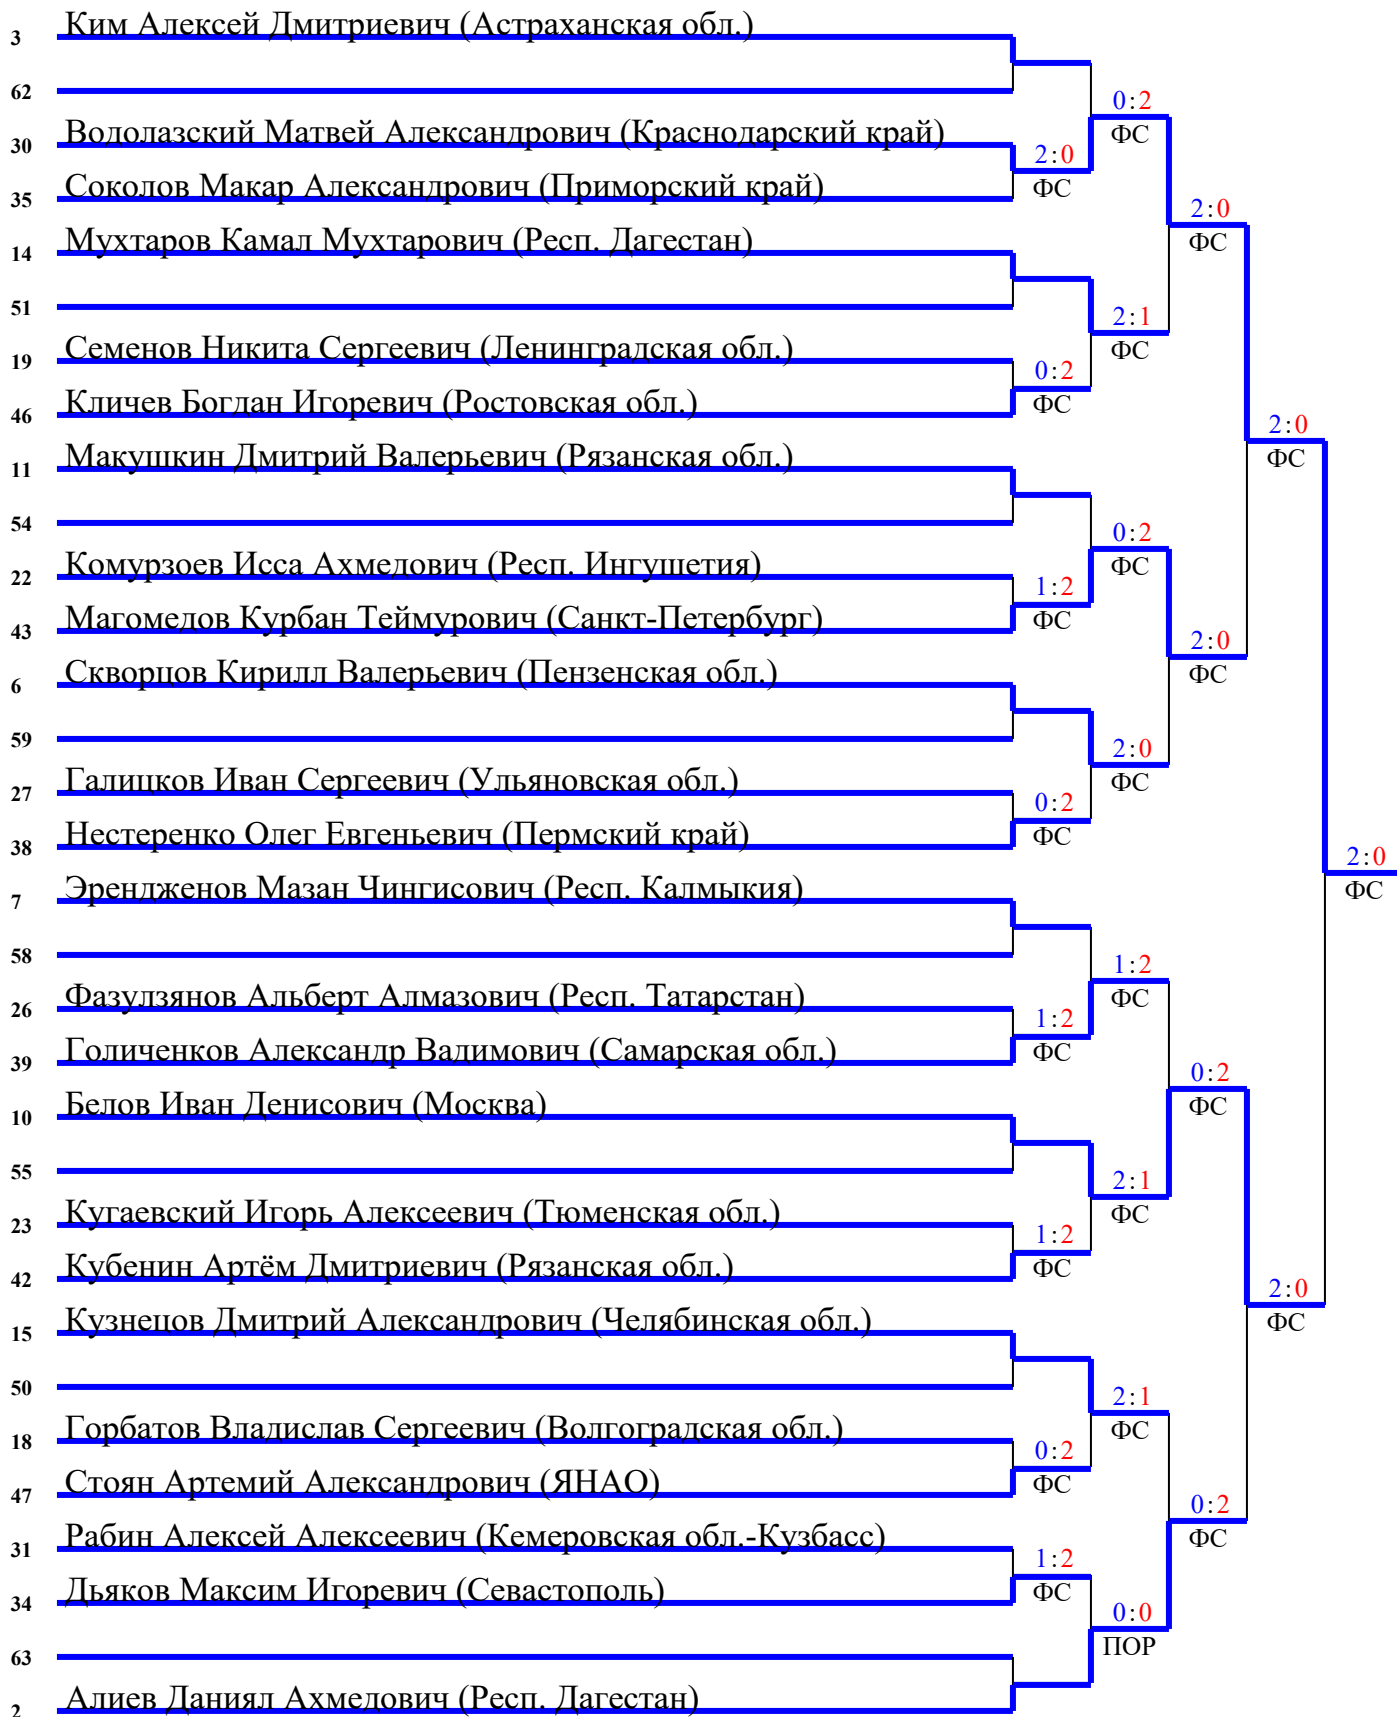 3 Ким Алексей Дмитриевич (Астраханская обл.)
62
0:2
ФС
30 Водолазский Матвей Александрович (Краснодарский край)
2:0
ФС
35 Соколов Макар Александрович (Приморский край)
2:0
ФС
14 Мухтаров Камал Мухтарович (Респ. Дагестан)
51
2:1
ФС
19 Семенов Никита Сергеевич (Ленинградская обл.)
0:2
ФС
46 Кличев Богдан Игоревич (Ростовская обл.)
2:0
ФС
11 Макушкин Дмитрий Валерьевич (Рязанская обл.)
54
0:2
ФС
22 Комурзоев Исса Ахмедович (Респ. Ингушетия)
1:2
ФС
43 Магомедов Курбан Теймурович (Санкт-Петербург)
2:0
ФС
6 Скворцов Кирилл Валерьевич (Пензенская обл.)
59
2:0
ФС
27 Галицков Иван Сергеевич (Ульяновская обл.)
0:2
ФС
38 Нестеренко Олег Евгеньевич (Пермский край)
2:0
ФС
7 Эрендженов Мазан Чингисович (Респ. Калмыкия)
58
1:2
ФС
26 Фазулзянов Альберт Алмазович (Респ. Татарстан)
1:2
ФС
39 Голиченков Александр Вадимович (Самарская обл.)
0:2
ФС
10 Белов Иван Денисович (Москва)
55
2:1
ФС
23 Кугаевский Игорь Алексеевич (Тюменская обл.)
1:2
ФС
42 Кубенин Артём Дмитриевич (Рязанская обл.)
2:0
ФС
15 Кузнецов Дмитрий Александрович (Челябинская обл.)
50
2:1
ФС
18 Горбатов Владислав Сергеевич (Волгоградская обл.)
0:2
ФС
47 Стоян Артемий Александрович (ЯНАО)
0:2
ФС
31 Рабин Алексей Алексеевич (Кемеровская обл.-Кузбасс)
1:2
ФС
34 Дьяков Максим Игоревич (Севастополь)
0:0
ПОР
63
2 Алиев Даниял Ахмедович (Респ. Дагестан)